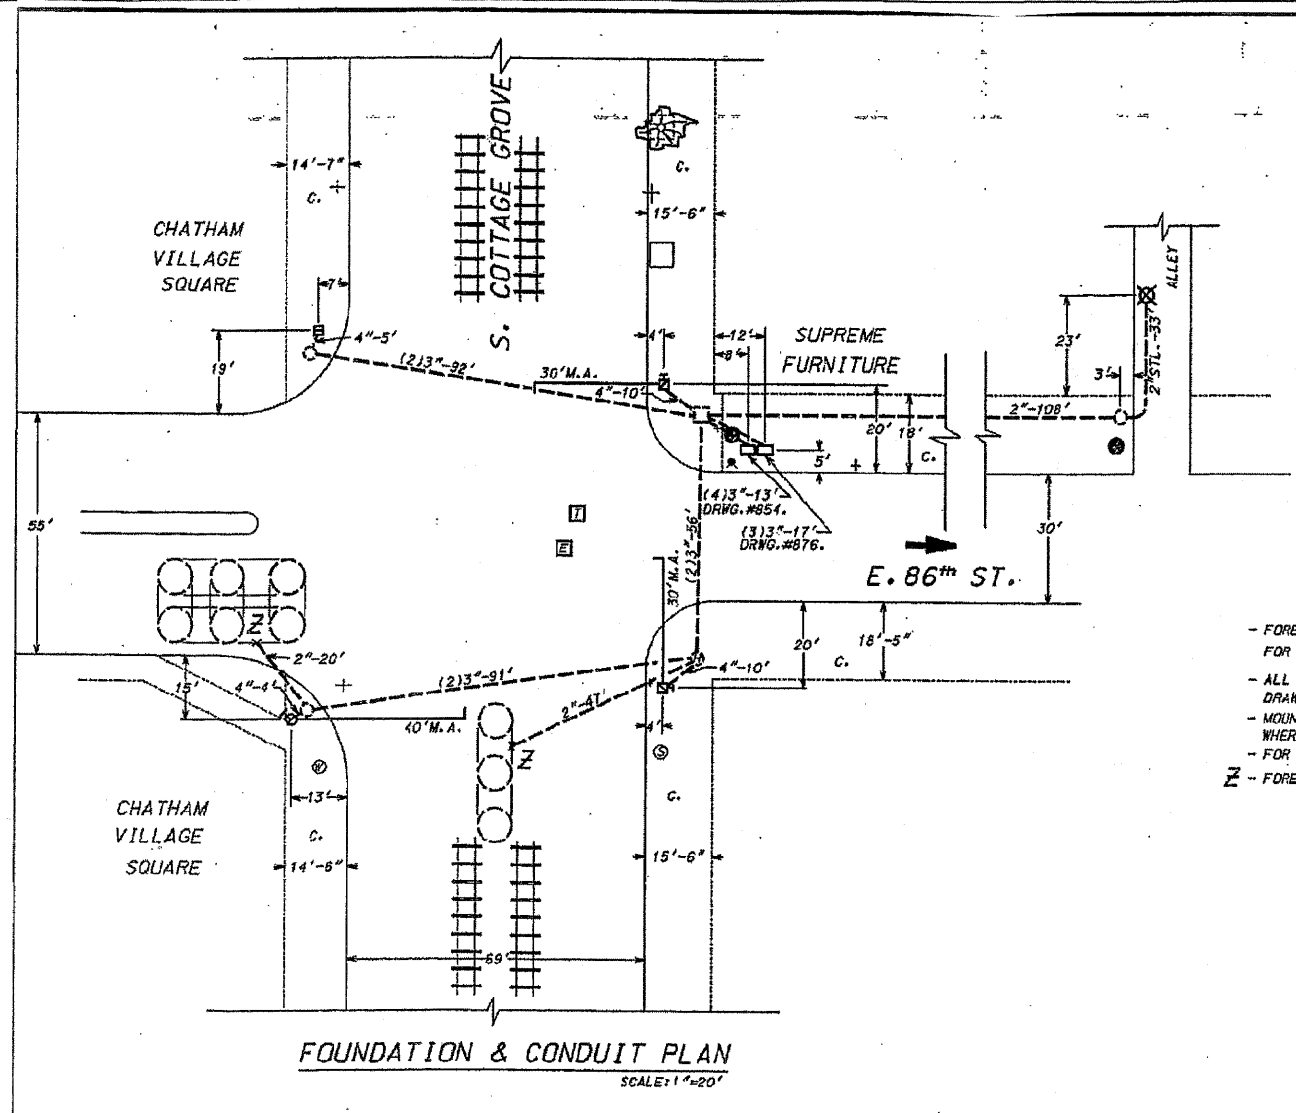 S. COTTAGE GROVE
14'-7"
C.
C.
15'-6"
CHATHAM
VILLAGE
SQUARE
7'
ALLEY
4"-5'
19'
(2)3"-92'
30'M.A.
4"-10'
4'
12'
8'
SUPREME
FURNITURE
23'
3'
2"STL.-33'
2"-108'
20'
18'
C.
5'
(4)3"-13'
DRWG.#854.
(3)3"-17'
DRWG.#876.
55'
T
E
(2)3"-56'
30'M.A.
30'
E. 86th ST.
Z
2"-20'
15'
4"-4'
(2)3"-91'
2"-47'
4"-10'
20'
18'-5"
C.
40'M.A.
4'
Z
S
W
13'
C.
C.
CHATHAM
VILLAGE
SQUARE
14'-6"
15'-6"
69'
- FORE
FOR
- ALL
DRAW
- MOUN
WHER
- FOR
Z - FORE
FOUNDATION & CONDUIT PLAN
SCALE: 1"=20'